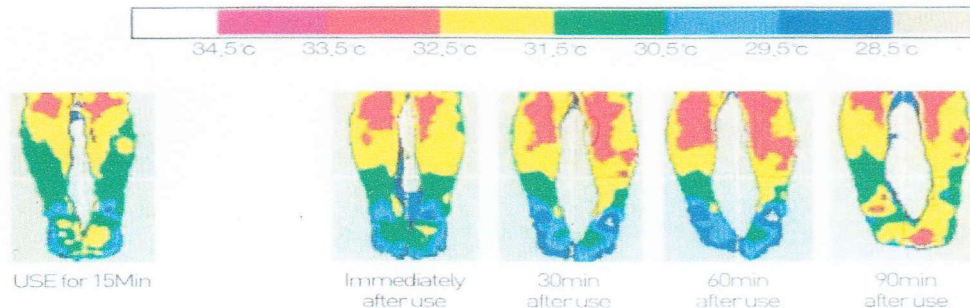 34,5℃ 33,5℃ 32,5℃ 31,5℃ 30,5℃ 29,5℃ 28,5℃
USE for 15Min
Immediately
after use
30min
after use
60min
after use
90min
after use